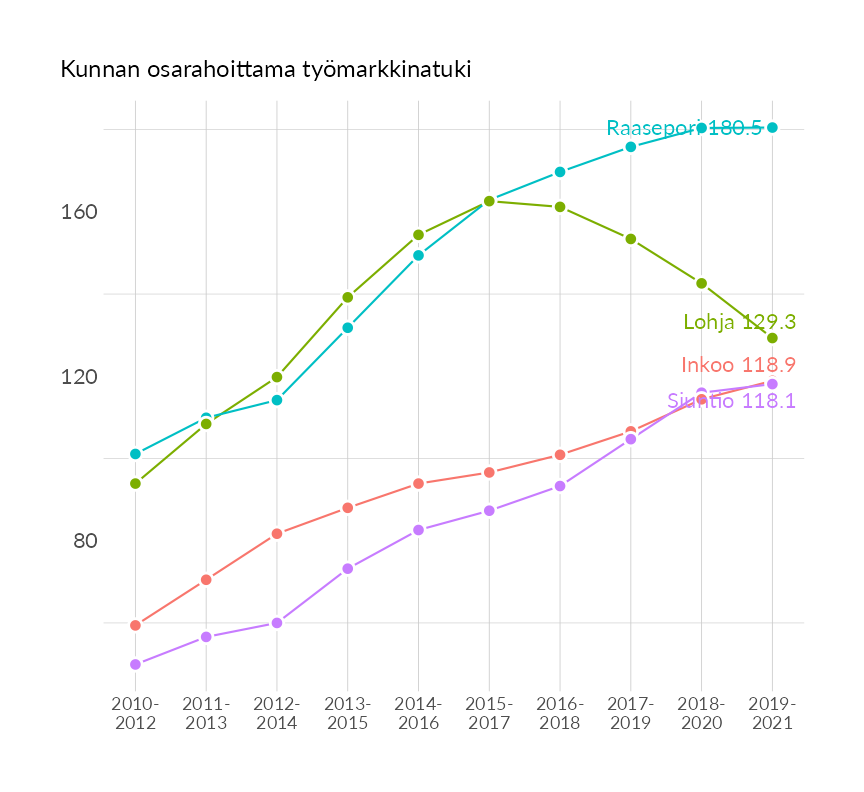 Kunnan osarahoittama työmarkkinatuki
Raasepori 180.5
160
Lohja 129.3
Inkoo 118.9
120
Siuntio 118.1
80
2010- 2011- 2012- 2013- 2014- 2015- 2016- 2017- 2018- 2019-
2012 2013 2014 2015 2016 2017 2018 2019 2020 2021